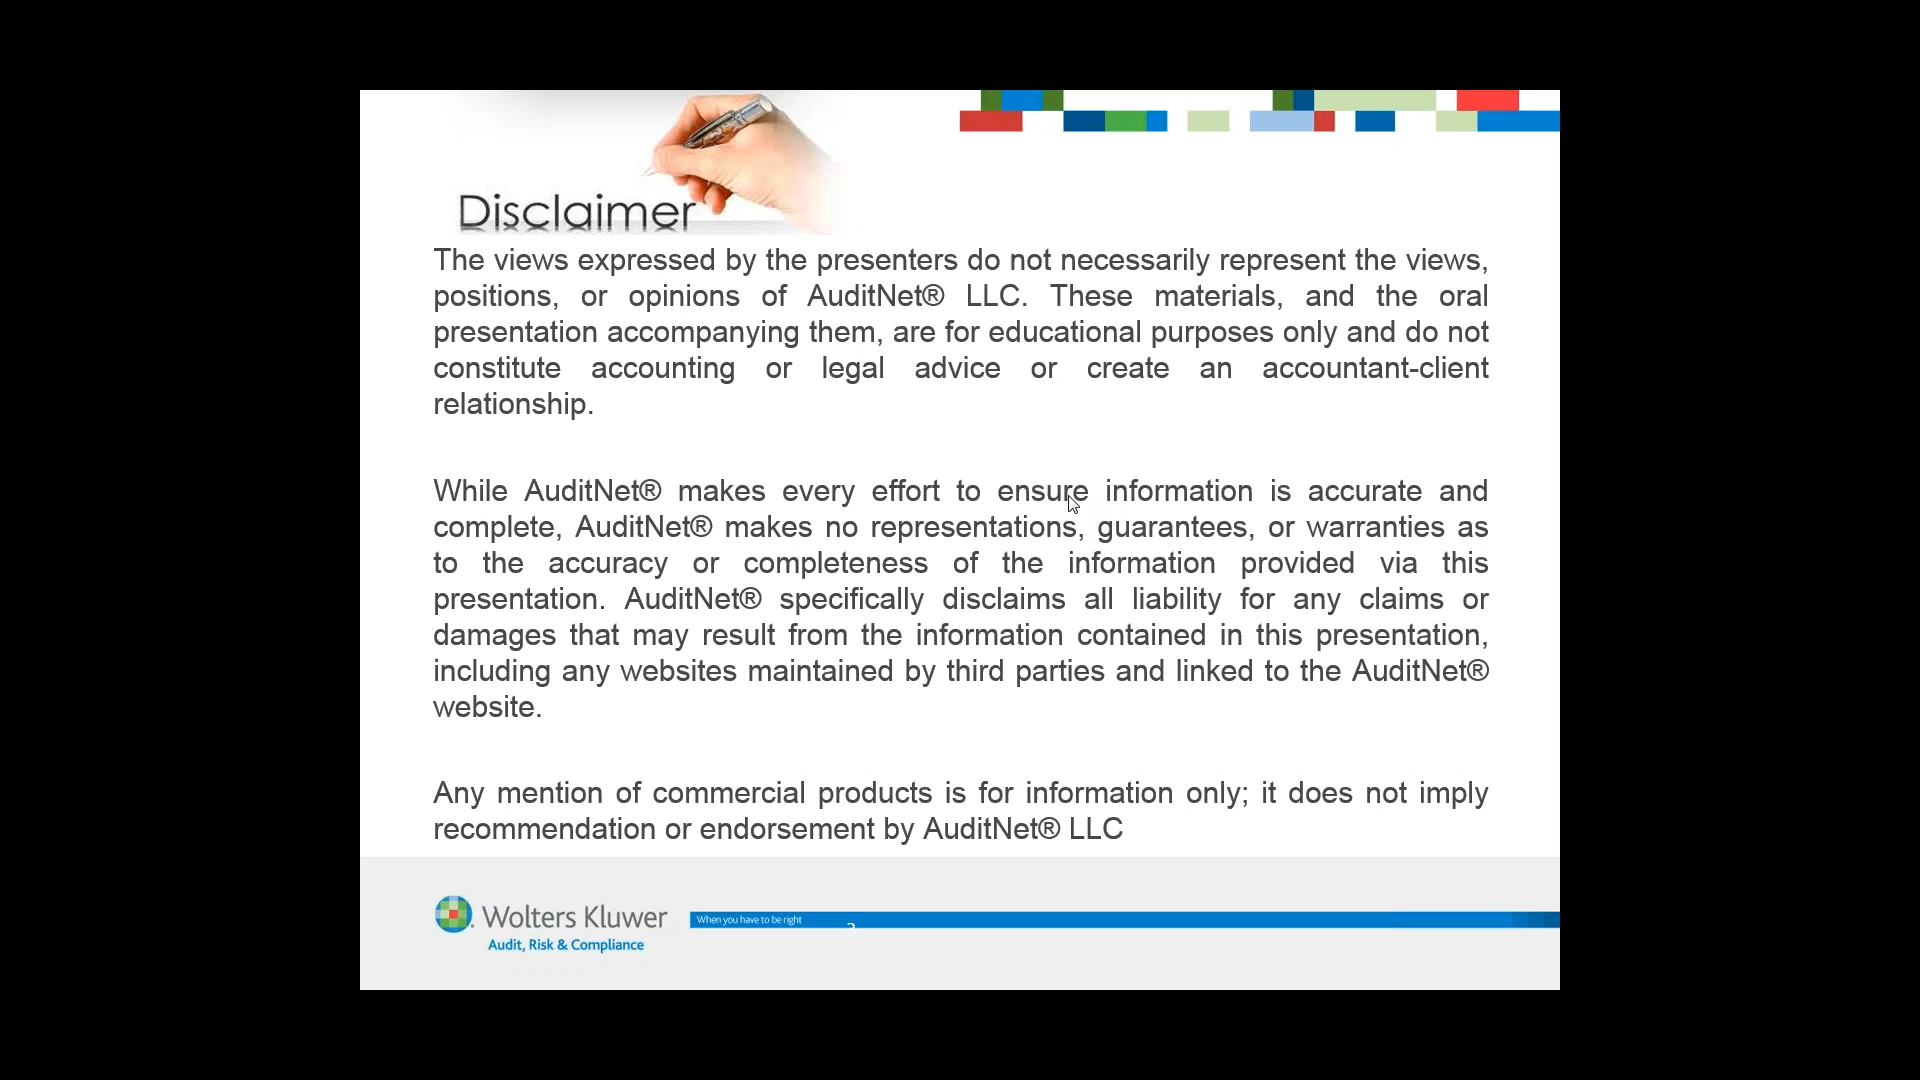 Disclaimer
The views expressed by the presenters do not necessarily represent the views,
positions, or opinions of AuditNet® LLC. These materials, and the oral
presentation accompanying them, are for educational purposes only and do not
constitute accounting or legal advice or create an accountant-client
relationship.
While AuditNet® makes every effort to ensure information is accurate and
complete, AuditNet® makes no representations, guarantees, or warranties as
to the accuracy or completeness of the information provided via this
presentation. AuditNet® specifically disclaims all liability for any claims or
damages that may result from the information contained in this presentation,
including any websites maintained by third parties and linked to the AuditNet®
website.
Any mention of commercial products is for information only; it does not imply
recommendation or endorsement by AuditNet® LLC
Wolters Kluwer
When you have to be right
Audit, Risk & Compliance